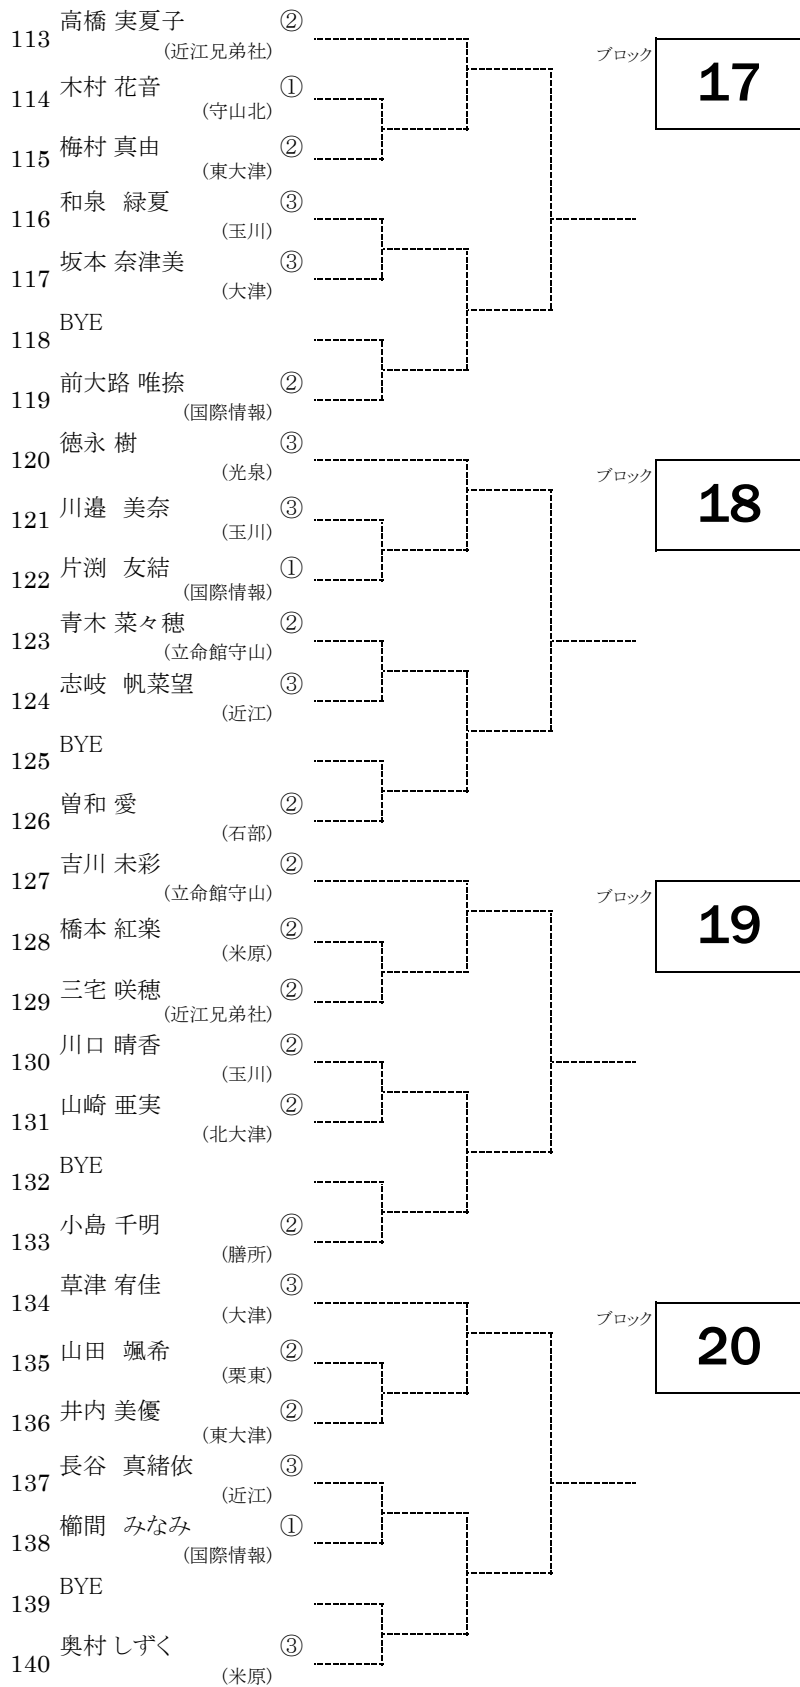 高橋 実夏子 ②
113
(近江兄弟社)
ブロック 17
木村 花音 ①
114
(守山北)
梅村 真由 ②
115
(東大津)
和泉 緑夏 ③
116
(玉川)
坂本 奈津美 ③
117
(大津)
BYE
118
前大路 唯捺 ②
119
(国際情報)
徳永 樹 ③
120
(光泉)
ブロック 18
川邉 美奈 ③
121
(玉川)
片渕 友結 ①
122
(国際情報)
青木 菜々穂 ②
123
(立命館守山)
志岐 帆菜望 ③
124
(近江)
BYE
125
曽和 愛 ②
126
(石部)
吉川 未彩 ②
127
(立命館守山)
ブロック 19
橋本 紅楽 ②
128
(米原)
三宅 咲穂 ②
129
(近江兄弟社)
川口 晴香 ②
130
(玉川)
山崎 亜実 ②
131
(北大津)
BYE
132
小島 千明 ②
133
(膳所)
草津 宥佳 ③
134
(大津)
ブロック 20
山田 颯希 ②
135
(栗東)
井内 美優 ②
136
(東大津)
長谷 真緒依 ③
137
(近江)
櫛間 みなみ ①
138
(国際情報)
BYE
139
奥村 しずく ③
140
(米原)